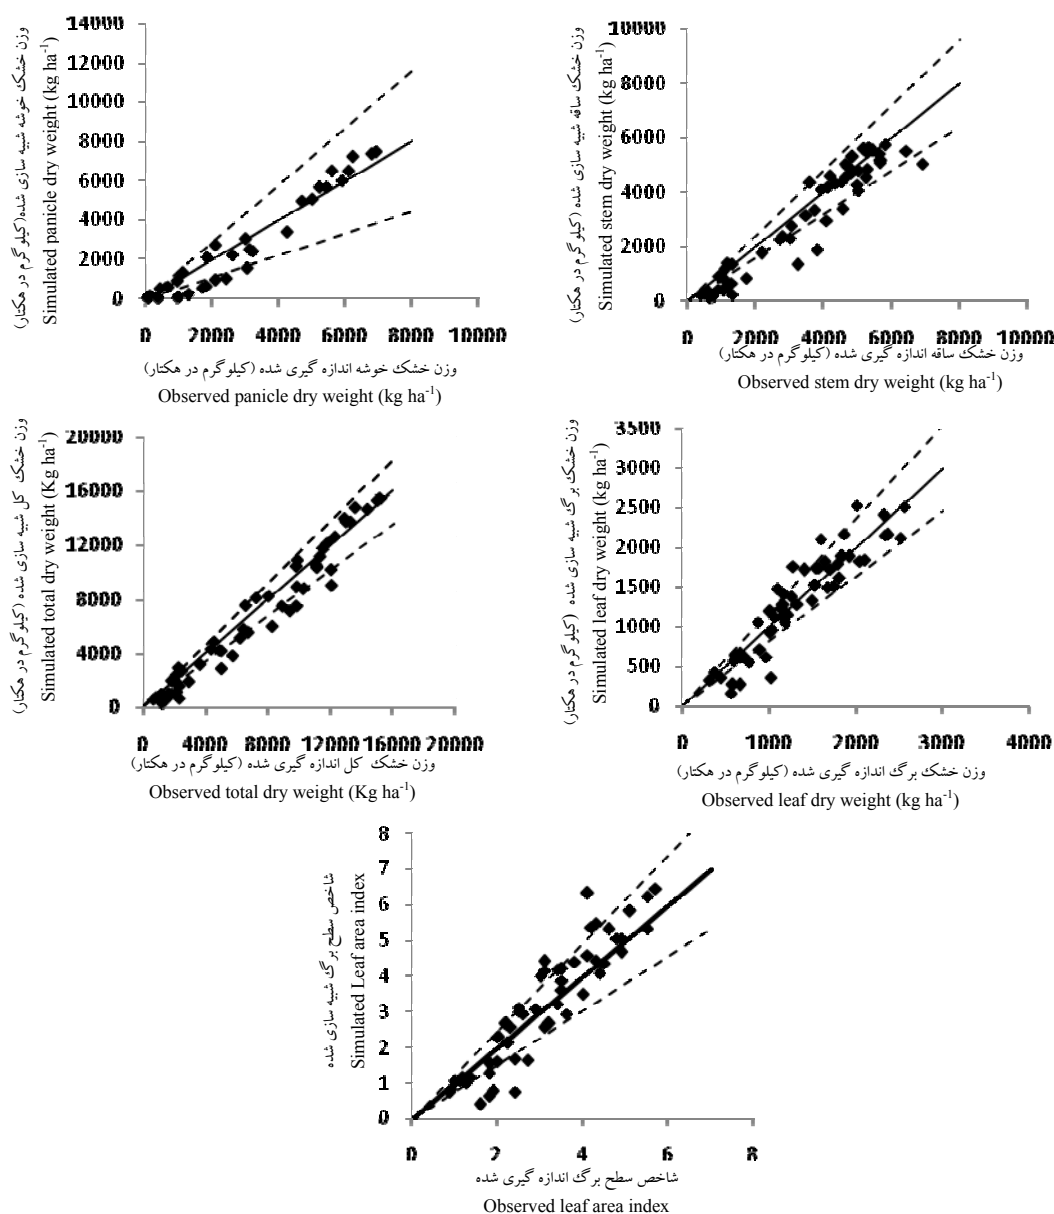 14000
12000
10000
8000
6000
4000
2000
0
0 2000 4000 6000 8000 10000
وزن خشک خوشه شبیه سازی شده(کیلوگرم در هکتار)
Simulated panicle dry weight (kg ha-1)
وزن خشک خوشه اندازه گیری شده (کیلوگرم در هکتار)
Observed panicle dry weight (kg ha-1)
10000
8000
6000
4000
2000
0
0 2000 4000 6000 8000 10000
وزن خشک ساقه شبیه سازی شده (کیلوگرم در هکتار)
Simulated stem dry weight (kg ha-1)
وزن خشک ساقه اندازه گیری شده (کیلوگرم در هکتار)
Observed stem dry weight (kg ha-1)
20000
16000
12000
8000
4000
0
0 4000 8000 12000 16000 20000
وزن خشک کل شبیه سازی شده (کیلوگرم در هکتار)
Simulated total dry weight (Kg ha-1)
وزن خشک کل اندازه گیری شده (کیلوگرم در هکتار)
Observed total dry weight (Kg ha-1)
3500
3000
2500
2000
1500
1000
500
0
0 1000 2000 3000 4000
وزن خشک برگ شبیه سازی شده (کیلوگرم در هکتار)
Simulated leaf dry weight (kg ha-1)
وزن خشک برگ اندازه گیری شده (کیلوگرم در هکتار)
Observed leaf dry weight (kg ha-1)
8
7
6
5
4
3
2
1
0
0 2 4 6 8
شاخص سطح برگ شبیه سازی شده
Simulated Leaf area index
شاخص سطح برگ اندازه گیری شده
Observed leaf area index